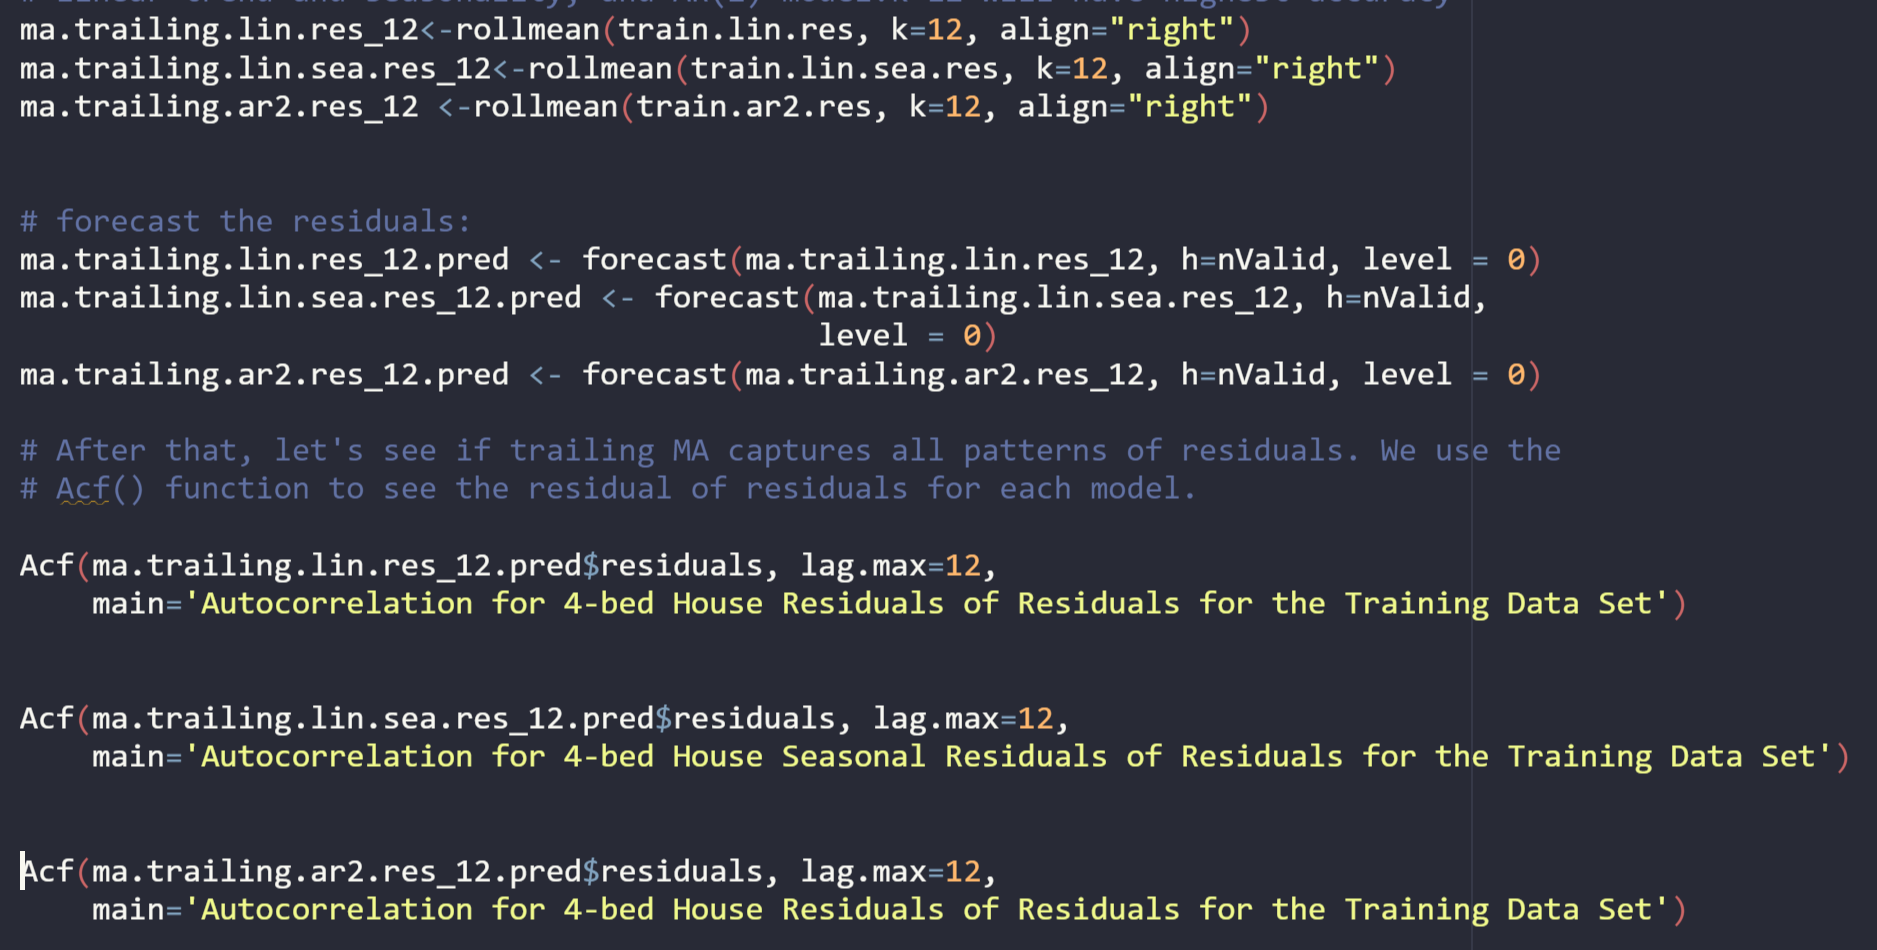 # linear trend and seasonality, and AR(2) model.
ma.trailing.lin.res_12<-rollmean(train.lin.res, k=12, align="right")
ma.trailing.lin.sea.res_12<-rollmean(train.lin.sea.res, k=12, align="right")
ma.trailing.ar2.res_12 <-rollmean(train.ar2.res, k=12, align="right")
# forecast the residuals:
ma.trailing.lin.res_12.pred <- forecast(ma.trailing.lin.res_12, h=nValid, level = 0)
ma.trailing.lin.sea.res_12.pred <- forecast(ma.trailing.lin.sea.res_12, h=nValid,
level = 0)
ma.trailing.ar2.res_12.pred <- forecast(ma.trailing.ar2.res_12, h=nValid, level = 0)
# After that, let's see if trailing MA captures all patterns of residuals. We use the
# Acf() function to see the residual of residuals for each model.
Acf(ma.trailing.lin.res_12.pred$residuals, lag.max=12,
main='Autocorrelation for 4-bed House Residuals of Residuals for the Training Data Set')
Acf(ma.trailing.lin.sea.res_12.pred$residuals, lag.max=12,
main='Autocorrelation for 4-bed House Seasonal Residuals of Residuals for the Training Data Set')
Acf(ma.trailing.ar2.res_12.pred$residuals, lag.max=12,
main='Autocorrelation for 4-bed House Residuals of Residuals for the Training Data Set')